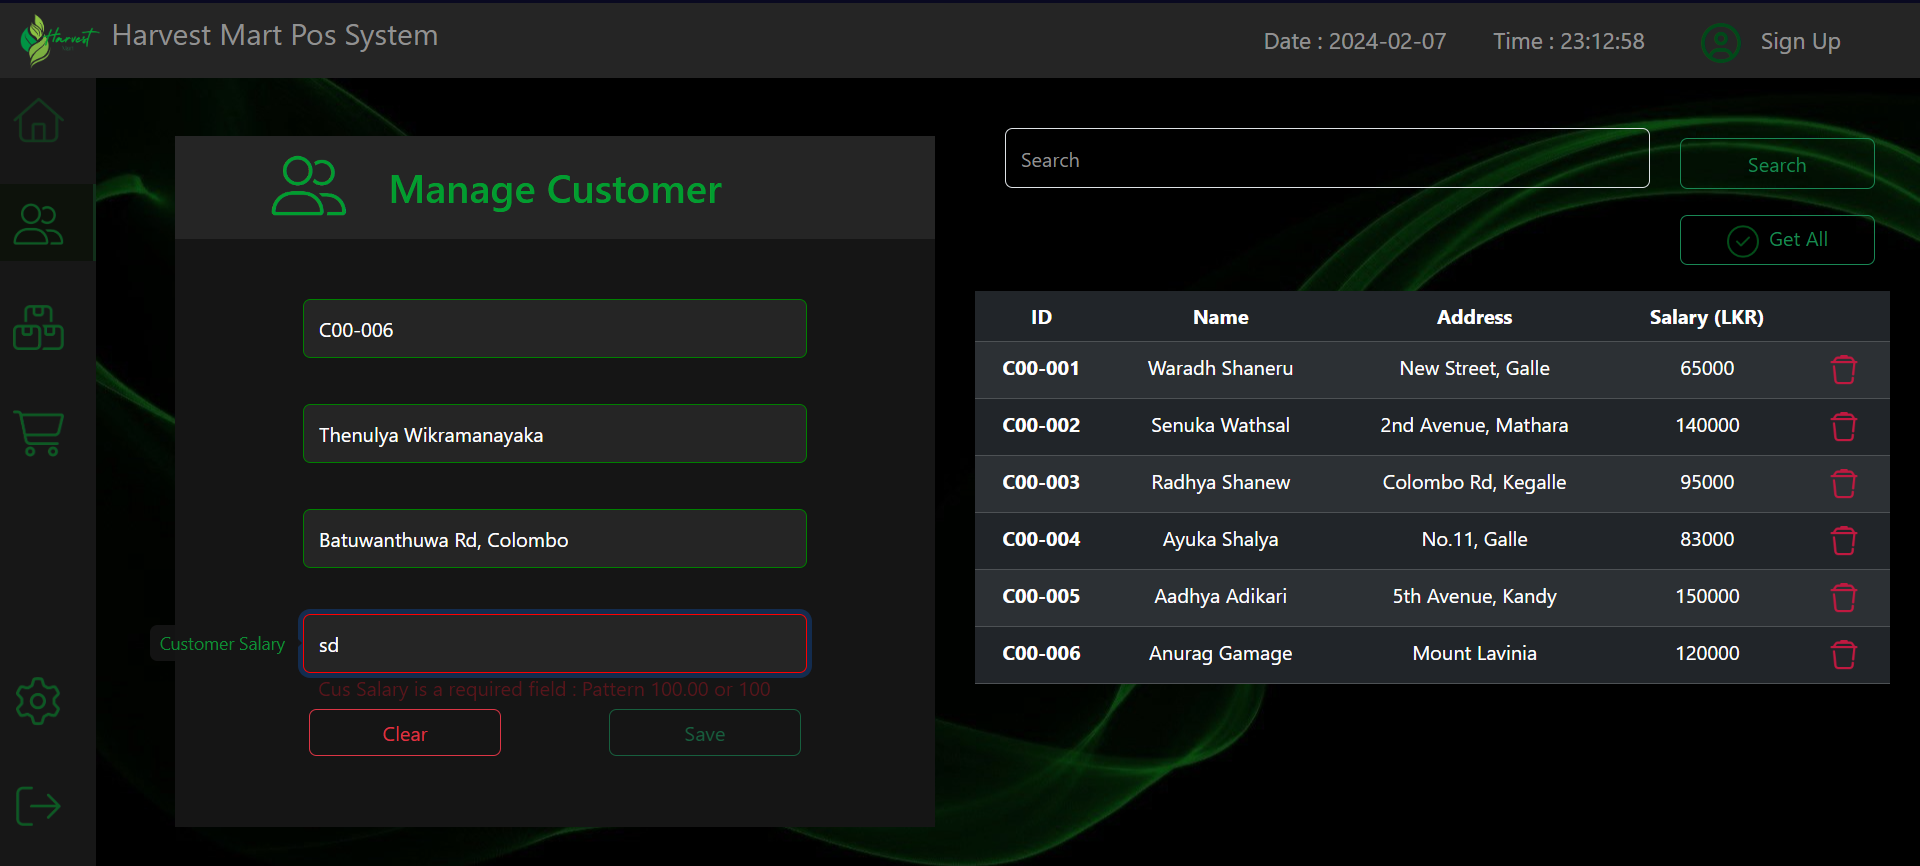 Harvest
Harvest Mart Pos System
Date : 2024-02-07
Time : 23:12:58
Sign Up
Manage Customer
C00-006
Thenulya Wikramanayaka
Batuwanthuwa Rd, Colombo
Customer Salary
sd
Cus Salary is a required field : Pattern 100.00 or 100
Clear
Save
Search
Search
Get All
ID Name Address Salary (LKR)
C00-001 Waradh Shaneru New Street, Galle 65000
C00-002 Senuka Wathsal 2nd Avenue, Mathara 140000
C00-003 Radhya Shanew Colombo Rd, Kegalle 95000
C00-004 Ayuka Shalya No.11, Galle 83000
C00-005 Aadhya Adikari 5th Avenue, Kandy 150000
C00-006 Anurag Gamage Mount Lavinia 120000